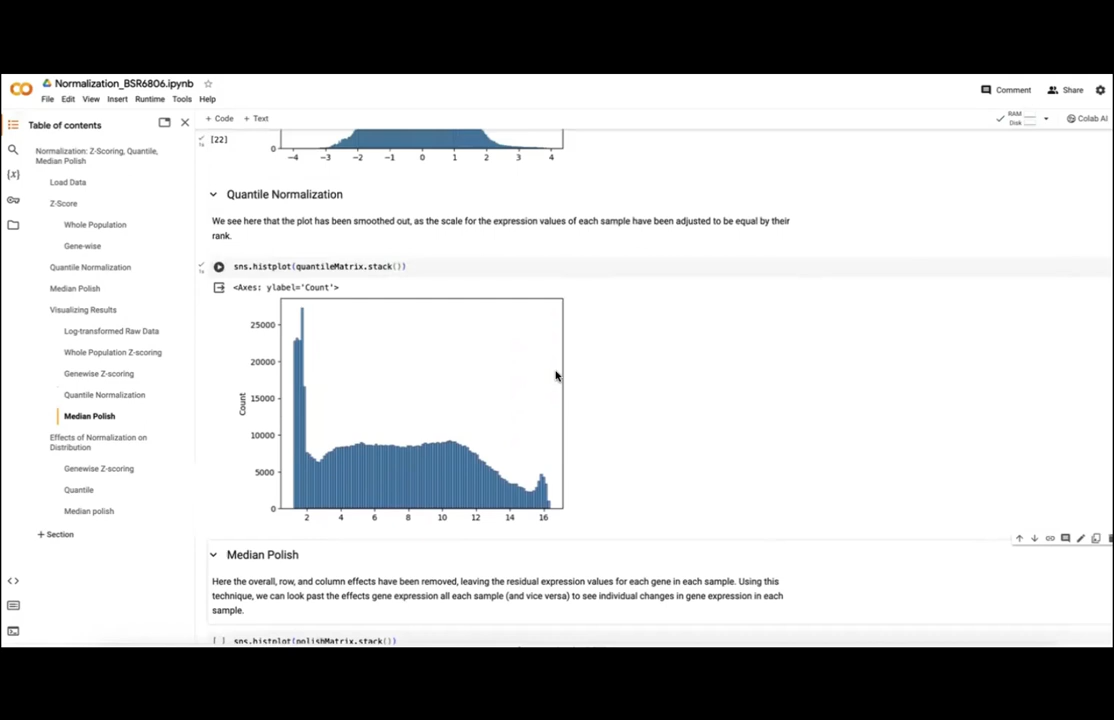 Normalization_BSR6806.ipynb
File Edit View Insert Runtime Tools Help
Comment Share
+ Code + Text
RAM
Disk
Colab AI
Table of contents
Normalization: Z-Scoring, Quantile,
Median Polish
Load Data
Z-Score
Whole Population
Gene-wise
Quantile Normalization
Median Polish
Visualizing Results
Log-transformed Raw Data
Whole Population Z-scoring
Genewise Z-scoring
Quantile Normalization
Median Polish
Effects of Normalization on
Distribution
Genewise Z-scoring
Quantile
Median polish
+ Section
[22]
0
−4 −3 −2 −1 0 1 2 3 4
Quantile Normalization
We see here that the plot has been smoothed out, as the scale for the expression values of each sample have been adjusted to be equal by their
rank.
sns.histplot(quantileMatrix.stack())
<Axes: ylabel='Count'>
25000
20000
15000
10000
5000
0
Count
2 4 6 8 10 12 14 16
Median Polish
Here the overall, row, and column effects have been removed, leaving the residual expression values for each gene in each sample. Using this
technique, we can look past the effects gene expression all each sample (and vice versa) to see individual changes in gene expression in each
sample.
[ ] sns.histplot(polishMatrix.stack())